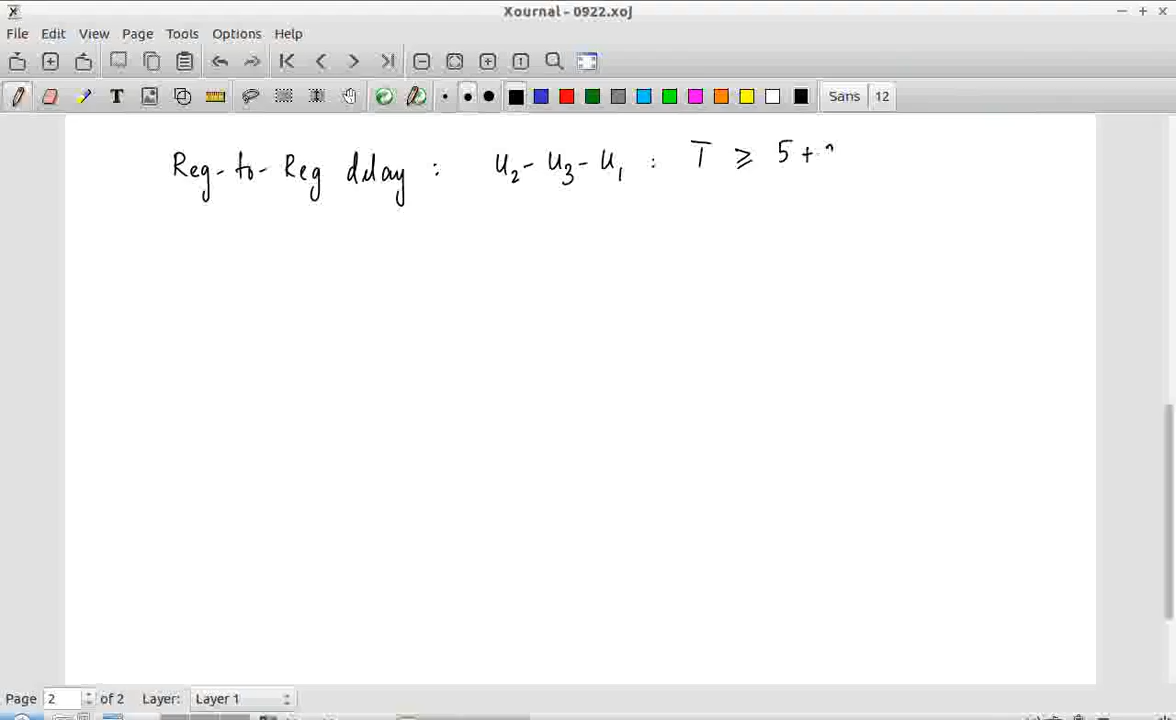 Xournal - 0922.xoj
File Edit View Page Tools Options Help
Sans 12
Reg-to-Reg delay : U₂ - U₃ - U₁ : T ⩾ 5 +
Page 2 of 2 Layer: Layer 1